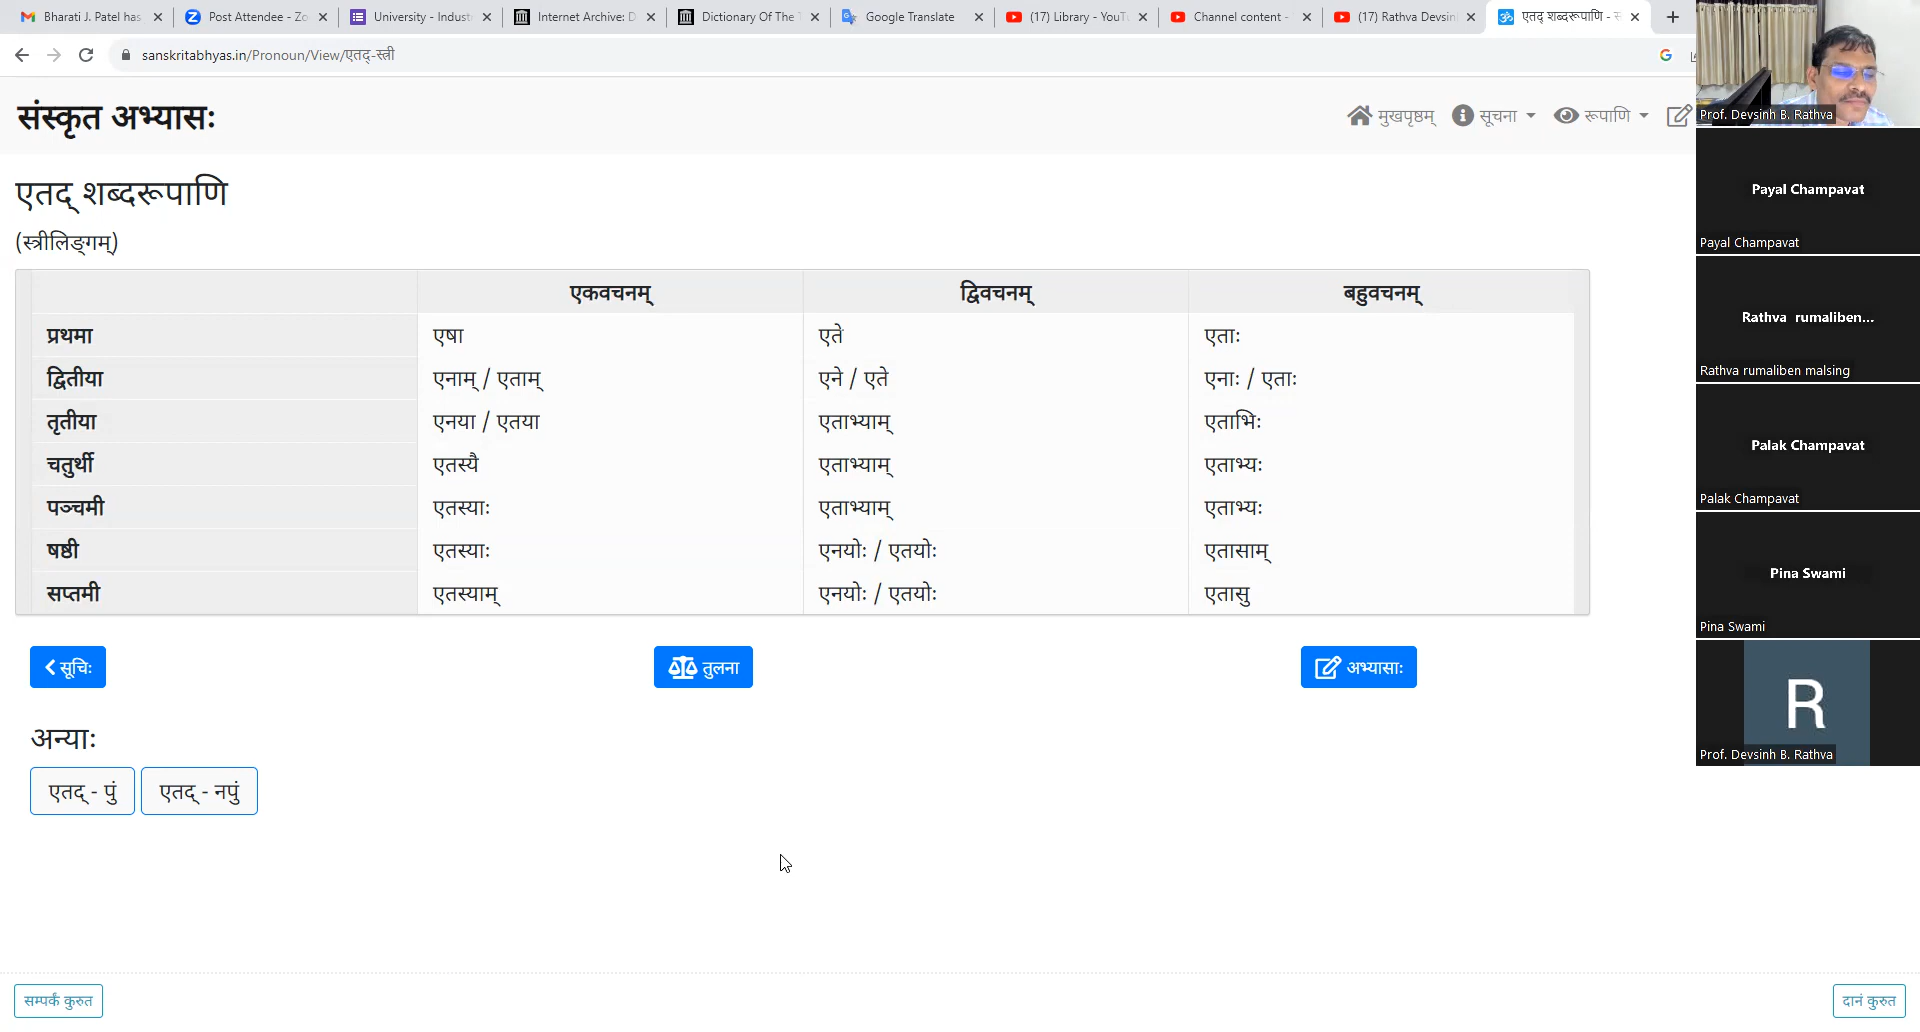 Bharati J. Patel has
Post Attendee - Zo
University - Indust
Internet Archive: D
Dictionary Of The T
Google Translate
(17) Library - YouTu
Channel content -
(17) Rathva Devsin
एतद् शब्दरूपाणि - सं
sanskritabhyas.in/Pronoun/View/एतद्-स्त्री
संस्कृत अभ्यासः
मुखपृष्ठम्
सूचना
रूपाणि
एतद् शब्दरूपाणि
(स्त्रीलिङ्गम्)
एकवचनम् द्विवचनम् बहुवचनम्
प्रथमा एषा एते एताः
द्वितीया एनाम् / एताम् एने / एते एनाः / एताः
तृतीया एनया / एतया एताभ्याम् एताभिः
चतुर्थी एतस्यै एताभ्याम् एताभ्यः
पञ्चमी एतस्याः एताभ्याम् एताभ्यः
षष्ठी एतस्याः एनयोः / एतयोः एतासाम्
सप्तमी एतस्याम् एनयोः / एतयोः एतासु
सूचिः
तुलना
अभ्यासाः
अन्याः
एतद् - पुं
एतद् - नपुं
सम्पर्कं कुरुत
दानं कुरुत
Prof. Devsinh B. Rathva
Payal Champavat
Payal Champavat
Rathva rumaliben...
Rathva rumaliben malsing
Palak Champavat
Palak Champavat
Pina Swami
Pina Swami
R
Prof. Devsinh B. Rathva